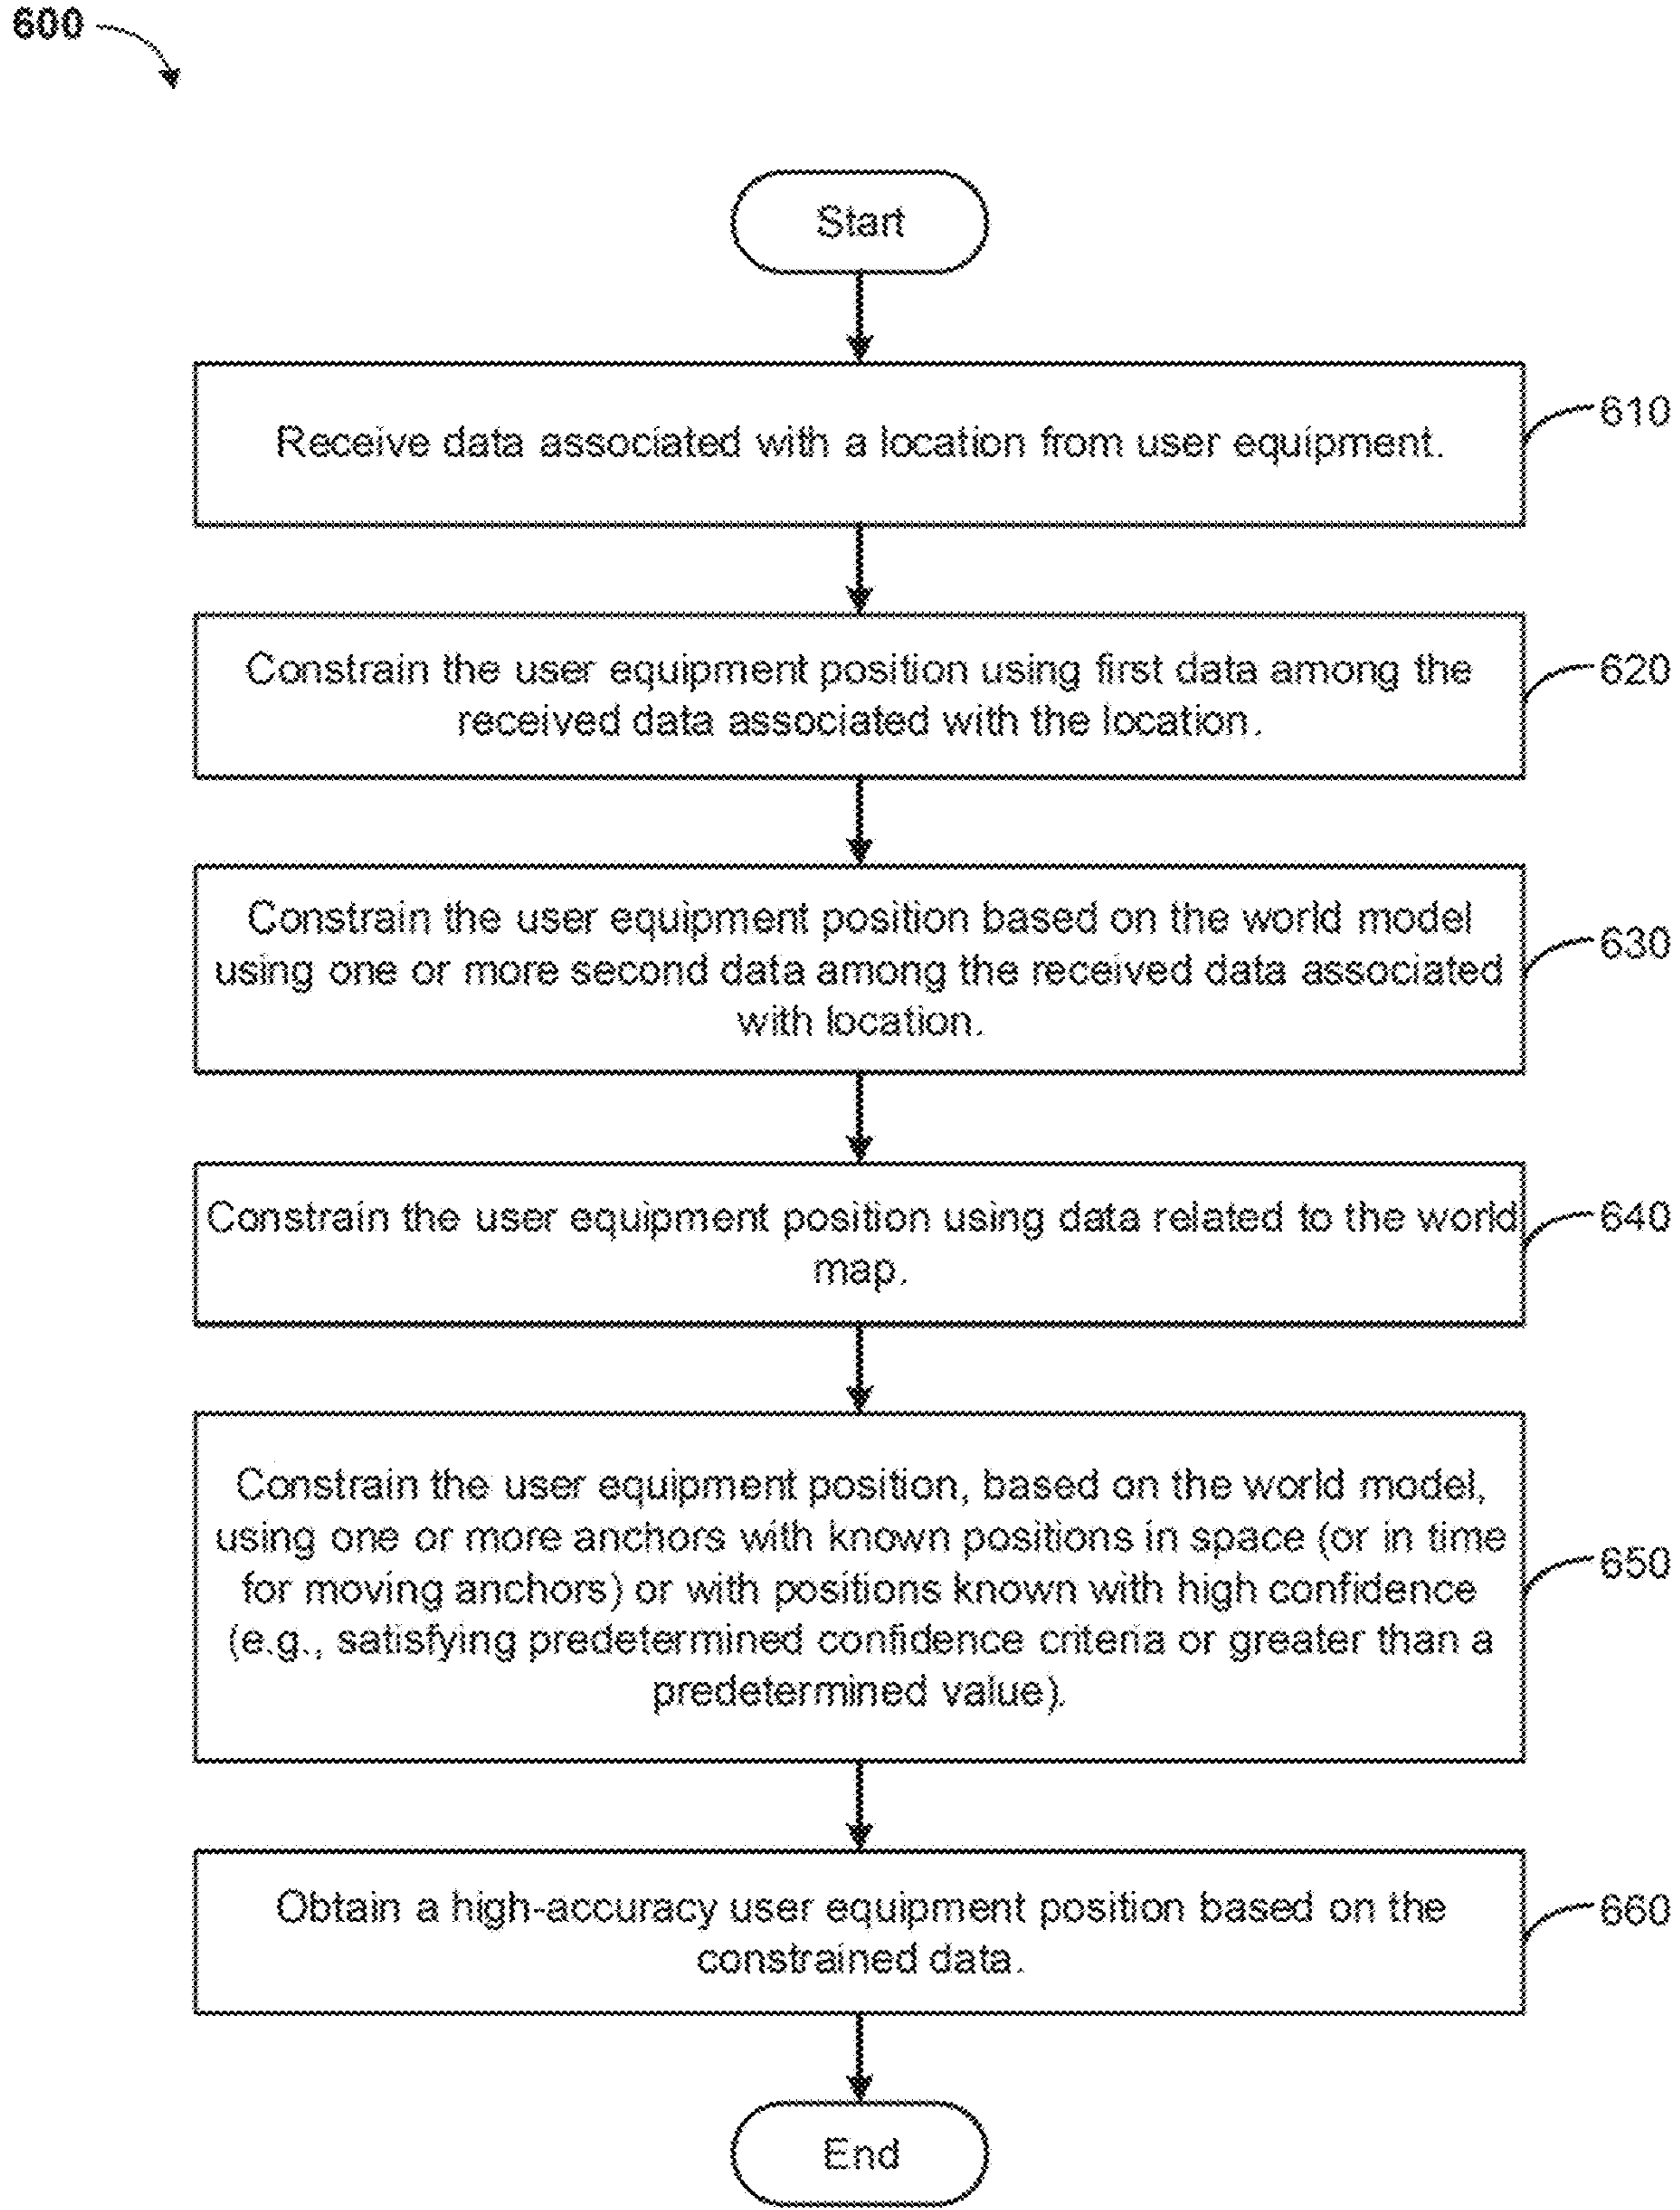 600
Start
Receive data associated with a location from user equipment.
610
Constrain the user equipment position using first data among the
received data associated with the location.
620
Constrain the user equipment position based on the world model
using one or more second data among the received data associated
with location.
630
Constrain the user equipment position using data related to the world
map.
640
Constrain the user equipment position, based on the world model,
using one or more anchors with known positions in space (or in time
for moving anchors) or with positions known with high confidence
(e.g., satisfying predetermined confidence criteria or greater than a
predetermined value).
650
Obtain a high-accuracy user equipment position based on the
constrained data.
660
End